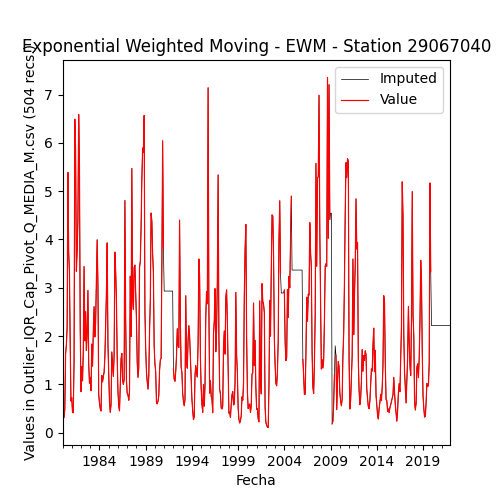 Exponential Weighted Moving - EWM - Station 29067040
Values in Outlier_IQR_Cap_Pivot_Q_MEDIA_M.csv (504 recs.)
Imputed
Value
7
6
5
4
3
2
1
0
1984 1989 1994 1999 2004 2009 2014 2019
Fecha